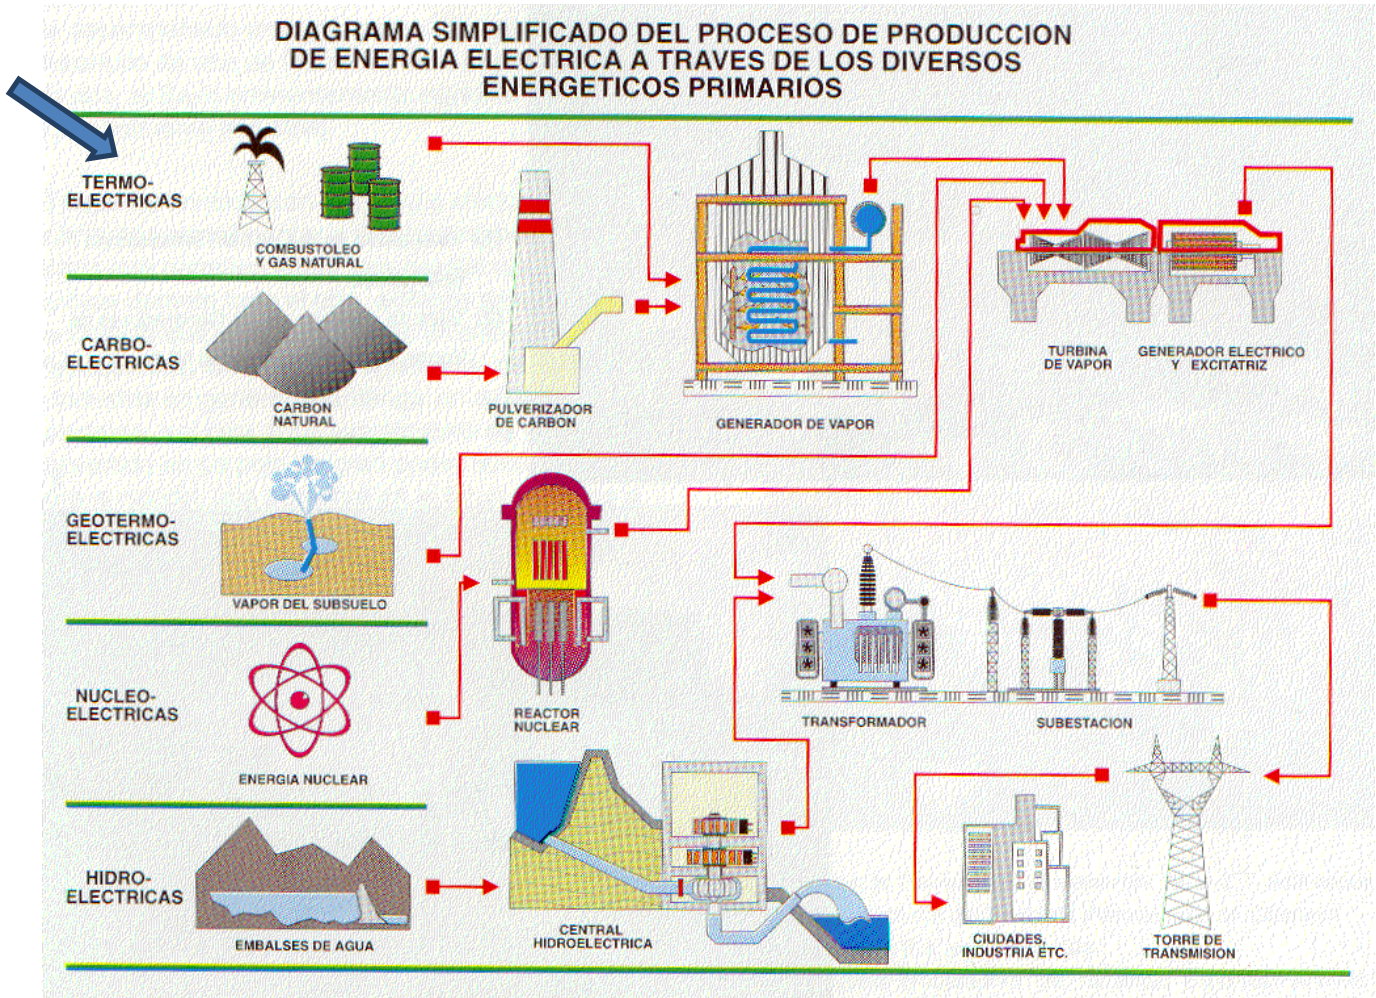 DIAGRAMA SIMPLIFICADO DEL PROCESO DE PRODUCCION
DE ENERGIA ELECTRICA A TRAVES DE LOS DIVERSOS
ENERGETICOS PRIMARIOS
TERMO-
ELECTRICAS
COMBUSTOLEO
Y GAS NATURAL
CARBO-
ELECTRICAS
CARBON
NATURAL
PULVERIZADOR
DE CARBON
GENERADOR DE VAPOR
TURBINA
DE VAPOR
GENERADOR ELECTRICO
Y EXCITATRIZ
GEOTERMO-
ELECTRICAS
VAPOR DEL SUBSUELO
NUCLEO-
ELECTRICAS
ENERGIA NUCLEAR
REACTOR
NUCLEAR
TRANSFORMADOR
SUBESTACION
HIDRO-
ELECTRICAS
EMBALSES DE AGUA
CENTRAL
HIDROELECTRICA
CIUDADES,
INDUSTRIA ETC.
TORRE DE
TRANSMISION